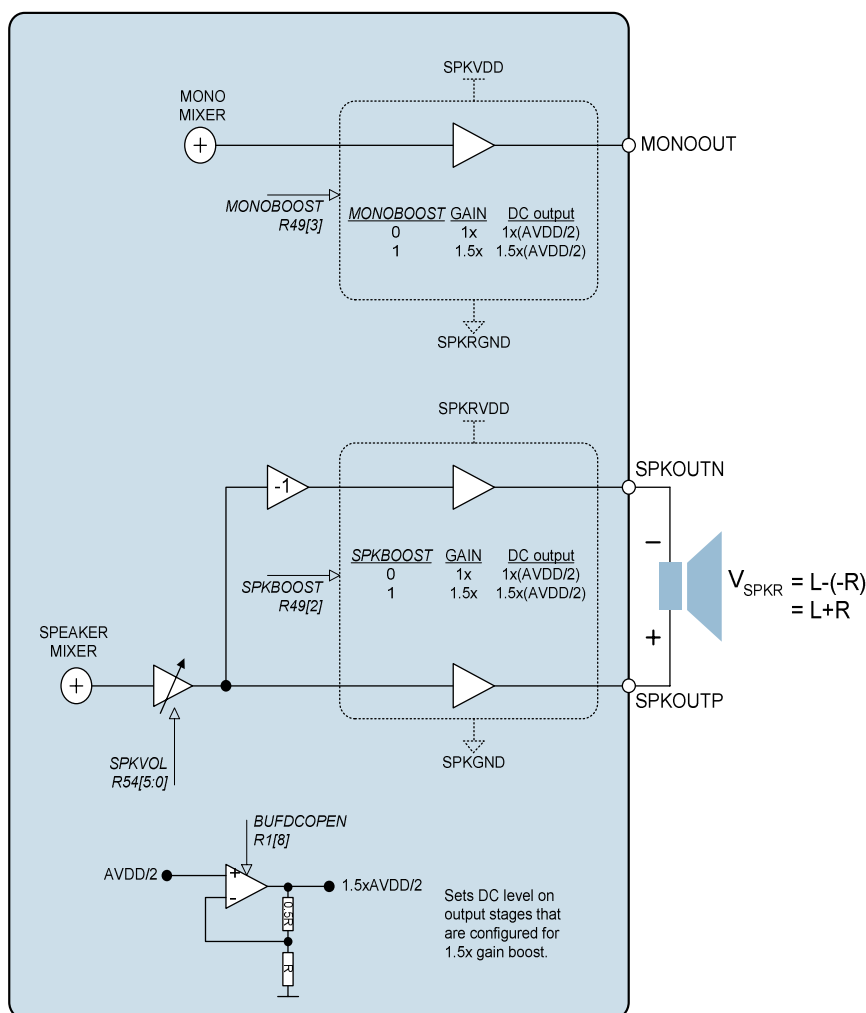 SPKVDD
MONO
MIXER
+
MONOOUT
MONOBOOST
R49[3]
MONOBOOST GAIN DC output
0 1x 1x(AVDD/2)
1 1.5x 1.5x(AVDD/2)
SPKRGND
SPKRVDD
SPKOUTN
-1
SPKBOOST
R49[2]
SPKBOOST GAIN DC output
0 1x 1x(AVDD/2)
1 1.5x 1.5x(AVDD/2)
–
+
VSPKR = L-(-R)
= L+R
SPEAKER
MIXER
+
SPKOUTP
SPKGND
SPKVOL
R54[5:0]
BUFDCOPEN
R1[8]
AVDD/2
+
-
1.5xAVDD/2
0.5R
R
Sets DC level on
output stages that
are configured for
1.5x gain boost.